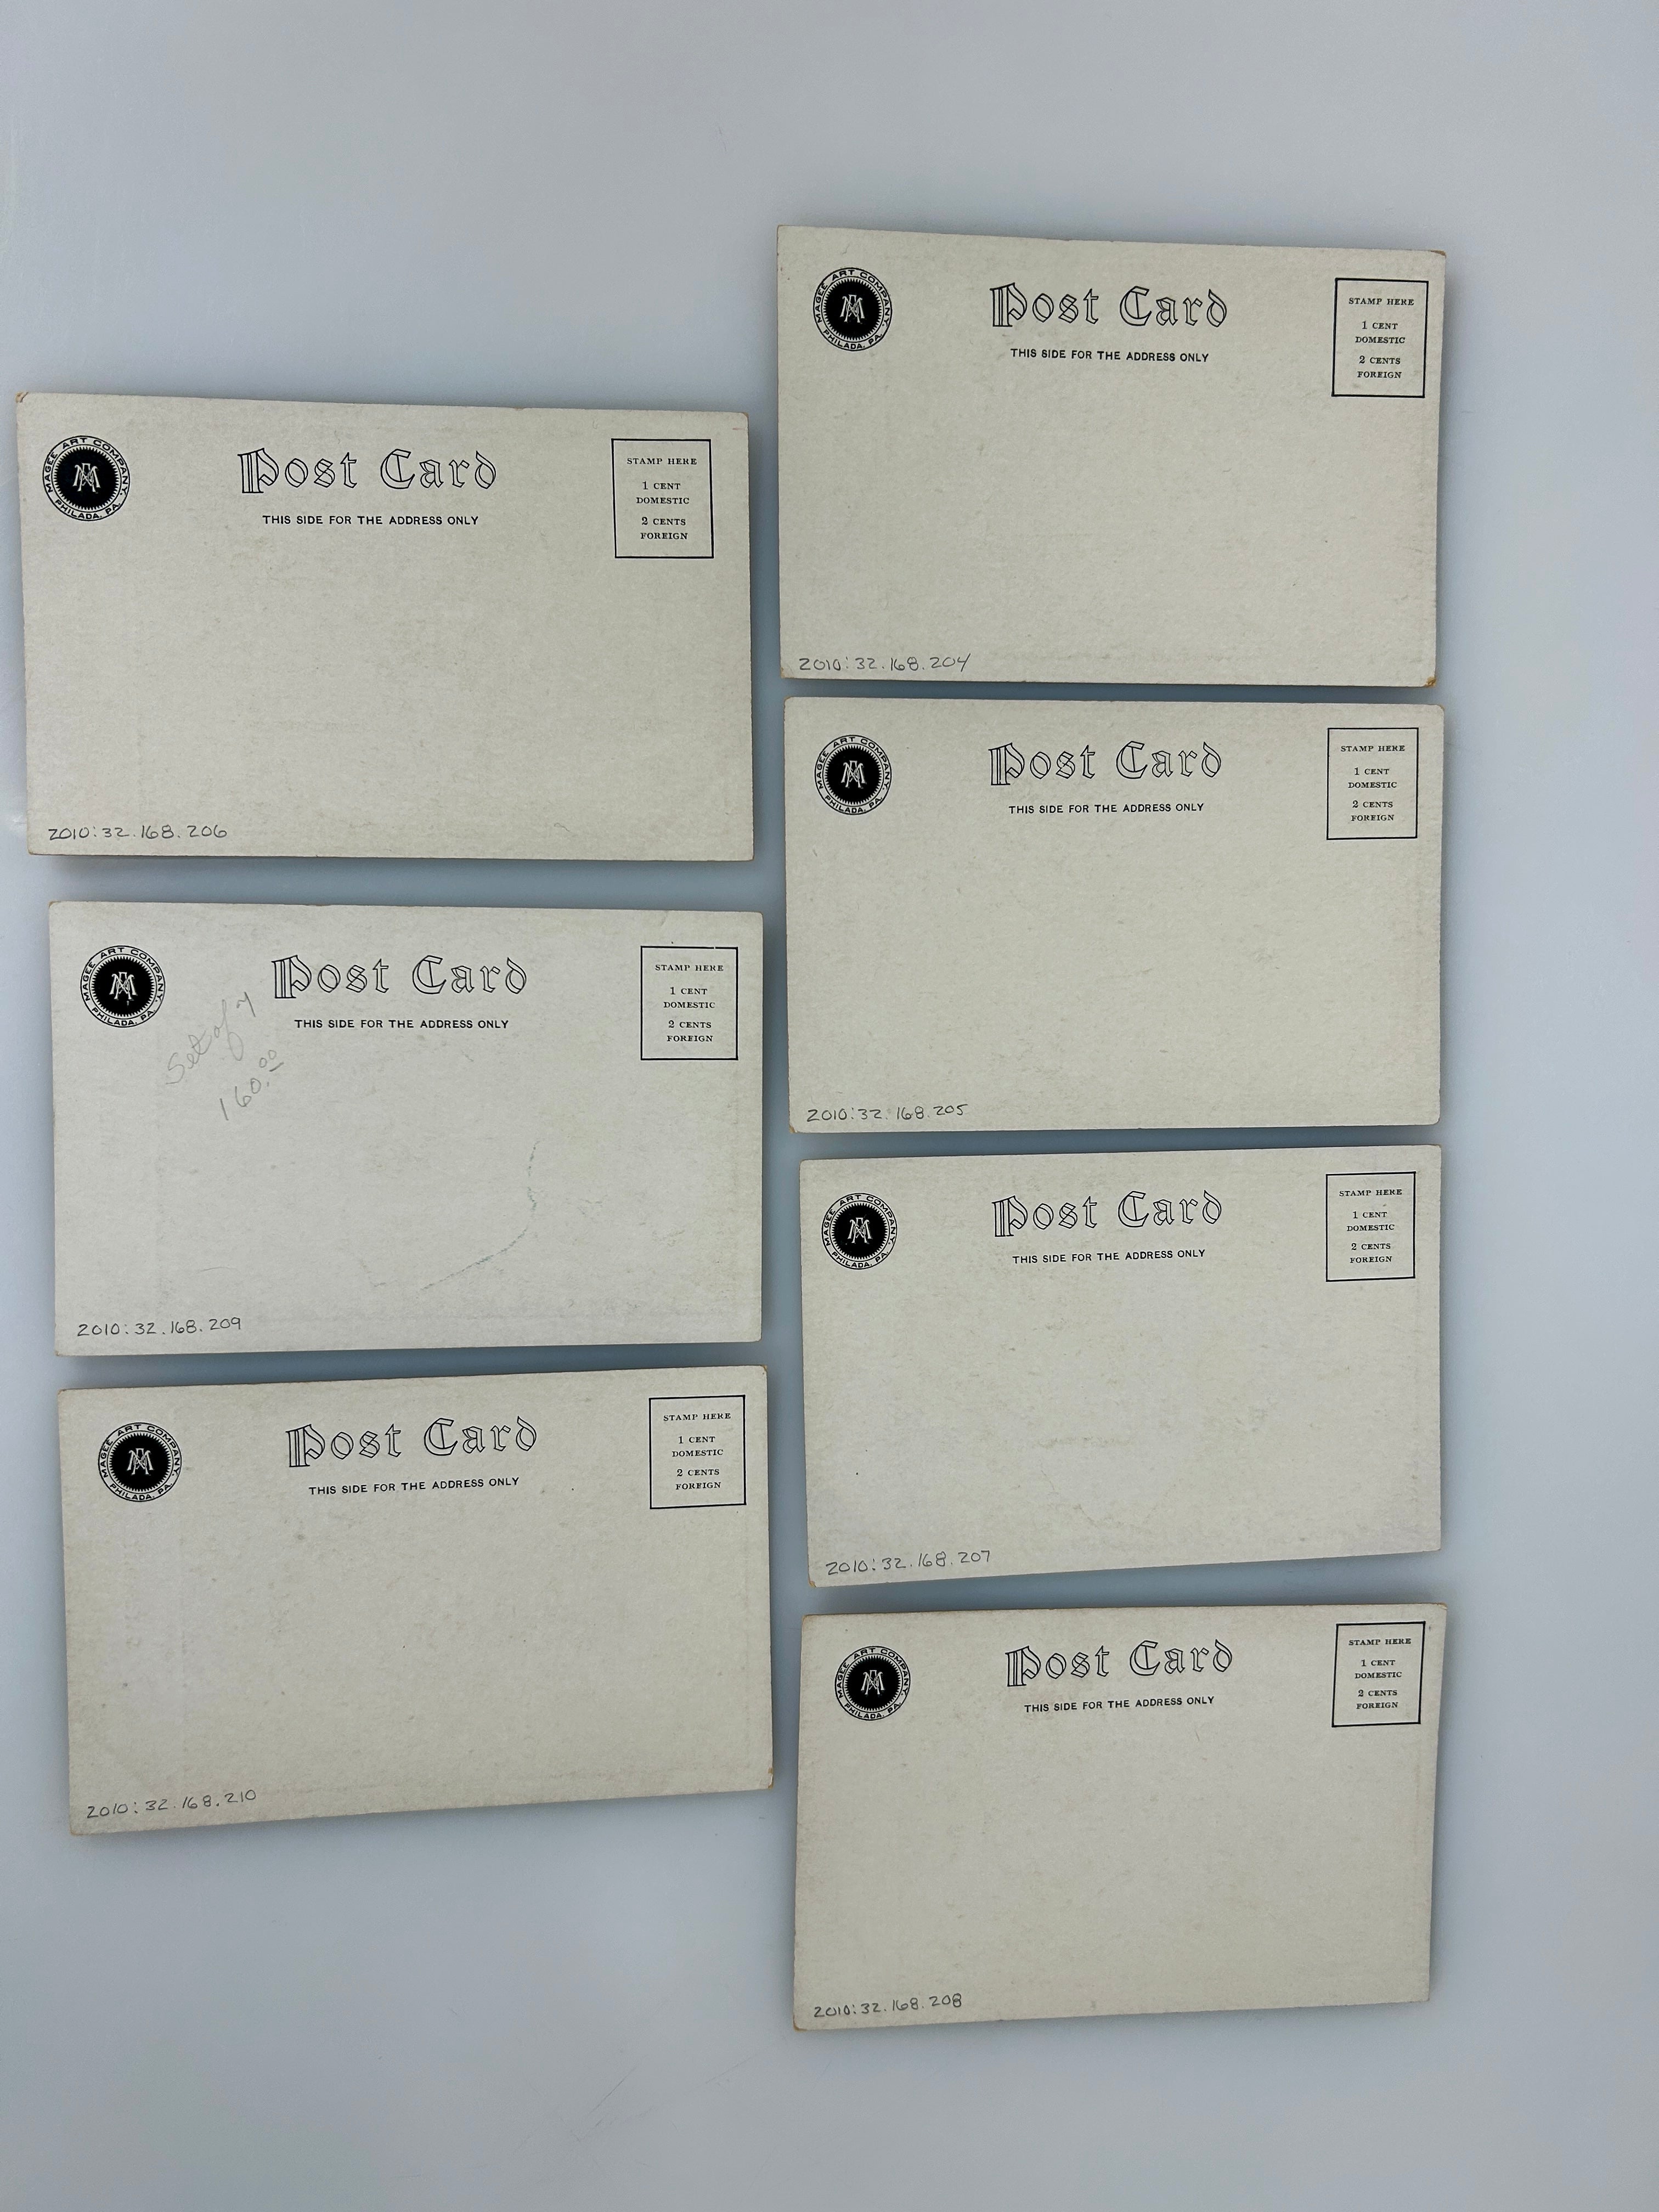 MAGEE ART COMPANY,
PHILADA, PA.
Post Card
THIS SIDE FOR THE ADDRESS ONLY
STAMP HERE
1 CENT
DOMESTIC
2 CENTS
FOREIGN
2010:32.168.206
MAGEE ART COMPANY,
PHILADA, PA.
Post Card
THIS SIDE FOR THE ADDRESS ONLY
STAMP HERE
1 CENT
DOMESTIC
2 CENTS
FOREIGN
Set of 7
160.00
2010:32.168.209
MAGEE ART COMPANY,
PHILADA, PA.
Post Card
THIS SIDE FOR THE ADDRESS ONLY
STAMP HERE
1 CENT
DOMESTIC
2 CENTS
FOREIGN
2010:32.168.210
MAGEE ART COMPANY,
PHILADA, PA.
Post Card
THIS SIDE FOR THE ADDRESS ONLY
STAMP HERE
1 CENT
DOMESTIC
2 CENTS
FOREIGN
2010:32.168.204
MAGEE ART COMPANY,
PHILADA, PA.
Post Card
THIS SIDE FOR THE ADDRESS ONLY
STAMP HERE
1 CENT
DOMESTIC
2 CENTS
FOREIGN
2010:32.168.205
MAGEE ART COMPANY,
PHILADA, PA.
Post Card
THIS SIDE FOR THE ADDRESS ONLY
STAMP HERE
1 CENT
DOMESTIC
2 CENTS
FOREIGN
2010:32.168.207
MAGEE ART COMPANY,
PHILADA, PA.
Post Card
THIS SIDE FOR THE ADDRESS ONLY
STAMP HERE
1 CENT
DOMESTIC
2 CENTS
FOREIGN
2010:32.168.208